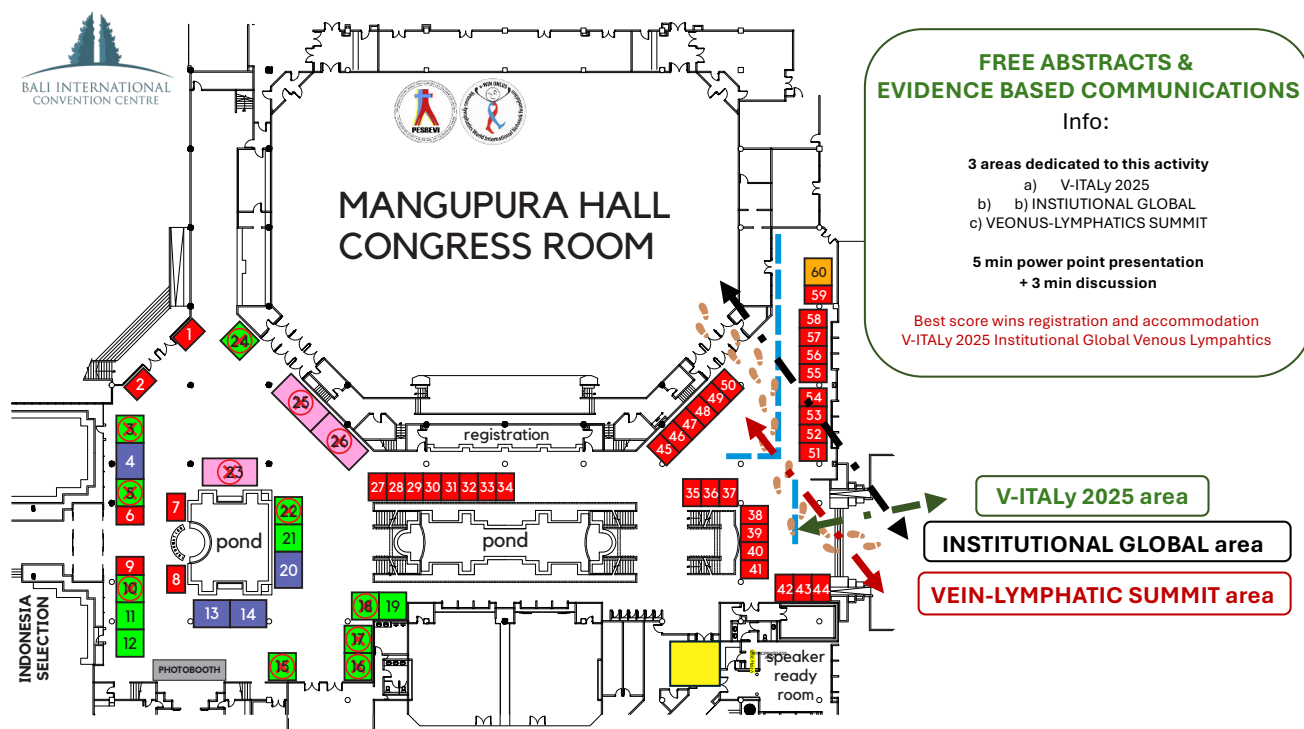 BALI INTERNATIONAL
CONVENTION CENTRE
PESBEVI
MANGUPURA HALL
CONGRESS ROOM
FREE ABSTRACTS &
EVIDENCE BASED COMMUNICATIONS
Info:
3 areas dedicated to this activity
a) V-ITALy 2025
b) b) INSTIUTIONAL GLOBAL
c) VEONUS-LYMPHATICS SUMMIT
5 min power point presentation
+ 3 min discussion
Best score wins registration and accommodation
V-ITALy 2025 Institutional Global Venous Lympahtics
60
59
58
57
56
55
54
53
52
51
1
24
2
25
26
registration
50
49
48
47
46
45
3
4
5
6
23
7
22
21
20
pond
8
9
10
11
12
13 14
27 28 29 30 31 32 33 34
pond
35 36 37
38
39
40
41
42 43 44
V-ITALy 2025 area
INSTITUTIONAL GLOBAL area
VEIN-LYMPHATIC SUMMIT area
18 19
17
16
15
PHOTOBOOTH
INDONESIA
SELECTION
speaker
ready
room